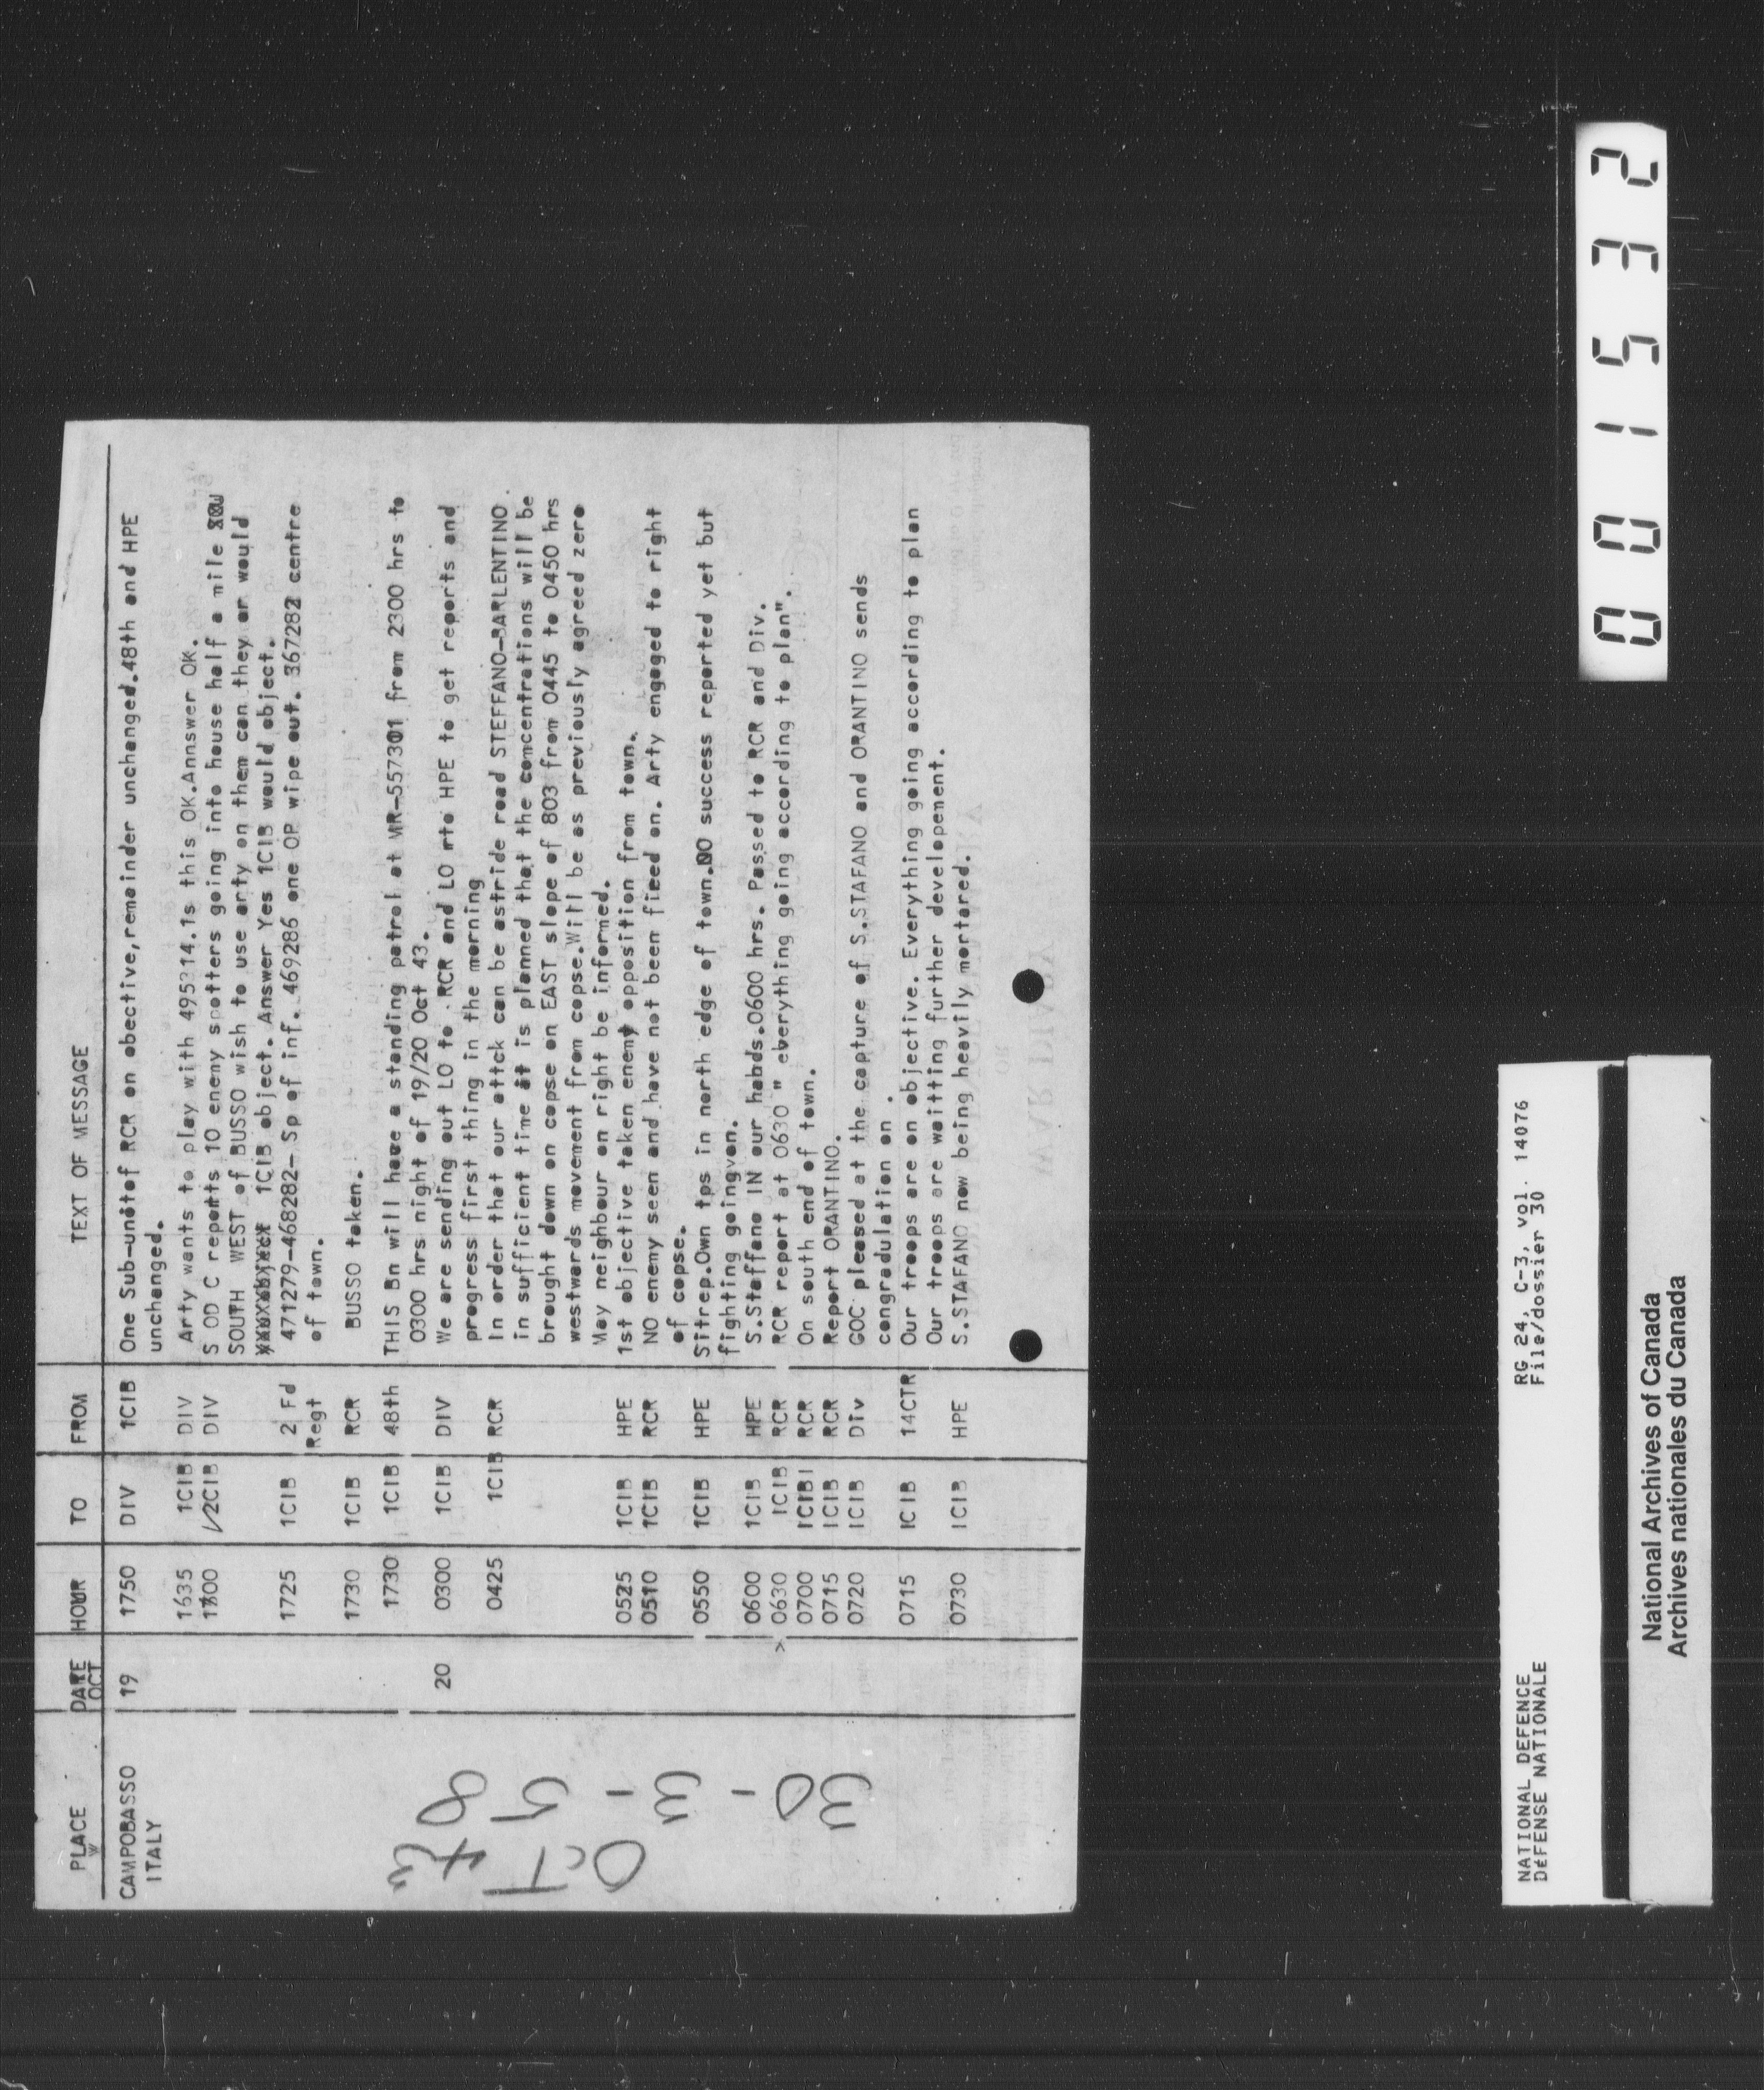 PLACE DATE OCT HOUR TO FROM TEXT OF MESSAGE
CAMPOBASSO 19 1750 DIV 1CIB One Sub-unitof RCR on obective,remainder unchanged.48th and HPE
ITALY unchanged.
1635 1CIB DIV Arty wants to play with 495314.1s this OK.Annswer OK.
1800 2CIB DIV S OD C reports 10 eneny spotters going into house half a mile
SOUTH WEST of BUSSO wish to use arty on them can they or would
1CIB object. Answer Yes 1CIB would object.
1725 1CIB 2 Fd 471279-468282- Sp of inf. 469286 one OP wipe out. 367282 centre
Regt of town.
1730 1CIB RCR BUSSO taken.
1730 1CIB 48th THIS Bn will have a standing patrol at MR-557301 from 2300 hrs to
0300 hrs night of 19/20 Oct 43.
20 0300 1CIB DIV We are sending out LO to RCR and LO to HPE to get reports and
progress first thing in the morning
0425 1CIB RCR In order that our attck can be astride road STEFFANO-BARLENTINO
in sufficient time it is planned that the concentrations will be
brought down on copse on EAST slope of 803 from 0445 to 0450 hrs
westwards movement from copse.Will be as previously agreed zero
May neighbour on right be informed.
0525 1CIB HPE 1st objective taken enemy opposition from town.
0510 1CIB RCR NO enemy seen and have not been fired on. Arty engaged to right
of copse.
0550 1CIB HPE Sitrep.Own tps in north edge of town.NO success reported yet but
fighting goingvon.
0600 1CIB HPE S.Staffano IN our habds.0600 hrs. Passed to RCR and Div.
0630 1CIB RCR RCR report at 0630 " everything going according to plan".
0700 1CIB1 RCR On south end of town.
0715 1CIB RCR Report ORANTINO.
0720 1CIB Div GOC pleased at the capture of S.STAFANO and ORANTINO sends
congradulation on .
0715 1CIB 14CTR Our troops are on objective. Everything going according to plan
Our troops are waitting further developement.
0730 1CIB HPE S.STAFANO now being heavily mortared.
OCT 43
30-3-58
NATIONAL DEFENCE RG 24, C-3, vol. 14076
DéFENSE NATIONALE File/dossier 30
National Archives of Canada
Archives nationales du Canada
001532